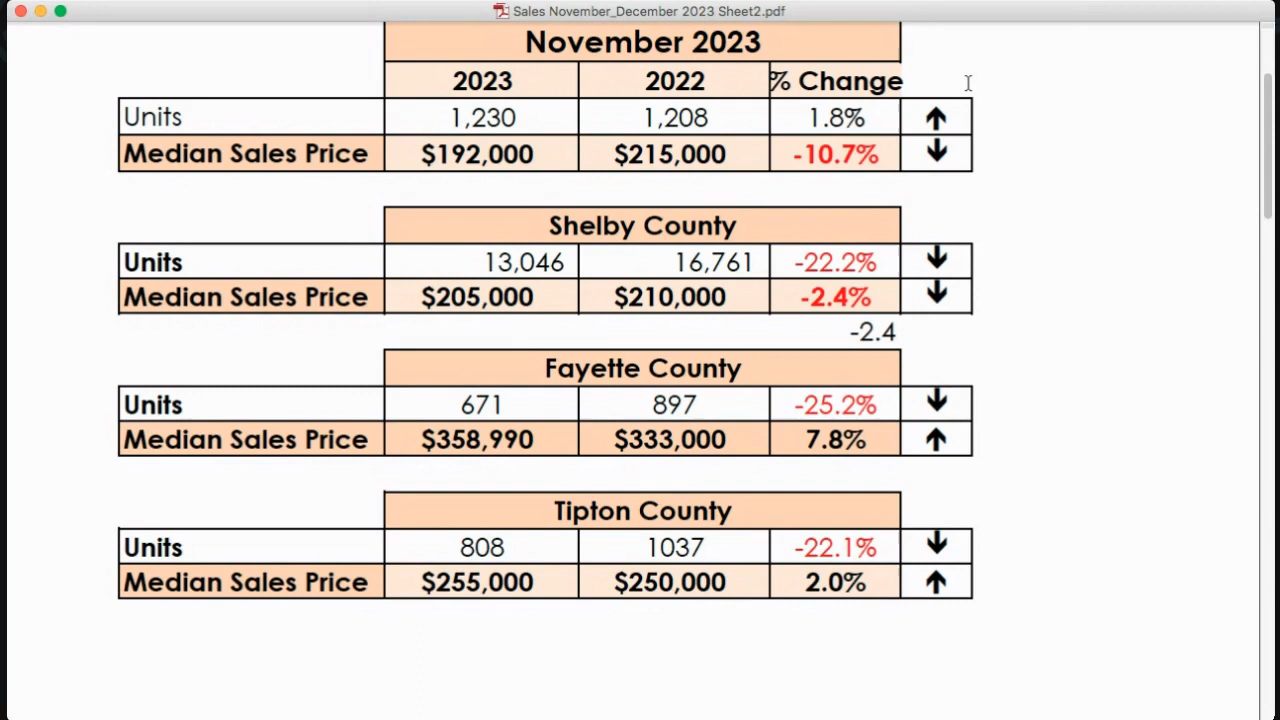 Sales November_December 2023 Sheet2.pdf
November 2023
2023 2022 % Change
Units 1,230 1,208 1.8%
Median Sales Price $192,000 $215,000 -10.7%
Shelby County
Units 13,046 16,761 -22.2%
Median Sales Price $205,000 $210,000 -2.4%
-2.4
Fayette County
Units 671 897 -25.2%
Median Sales Price $358,990 $333,000 7.8%
Tipton County
Units 808 1037 -22.1%
Median Sales Price $255,000 $250,000 2.0%